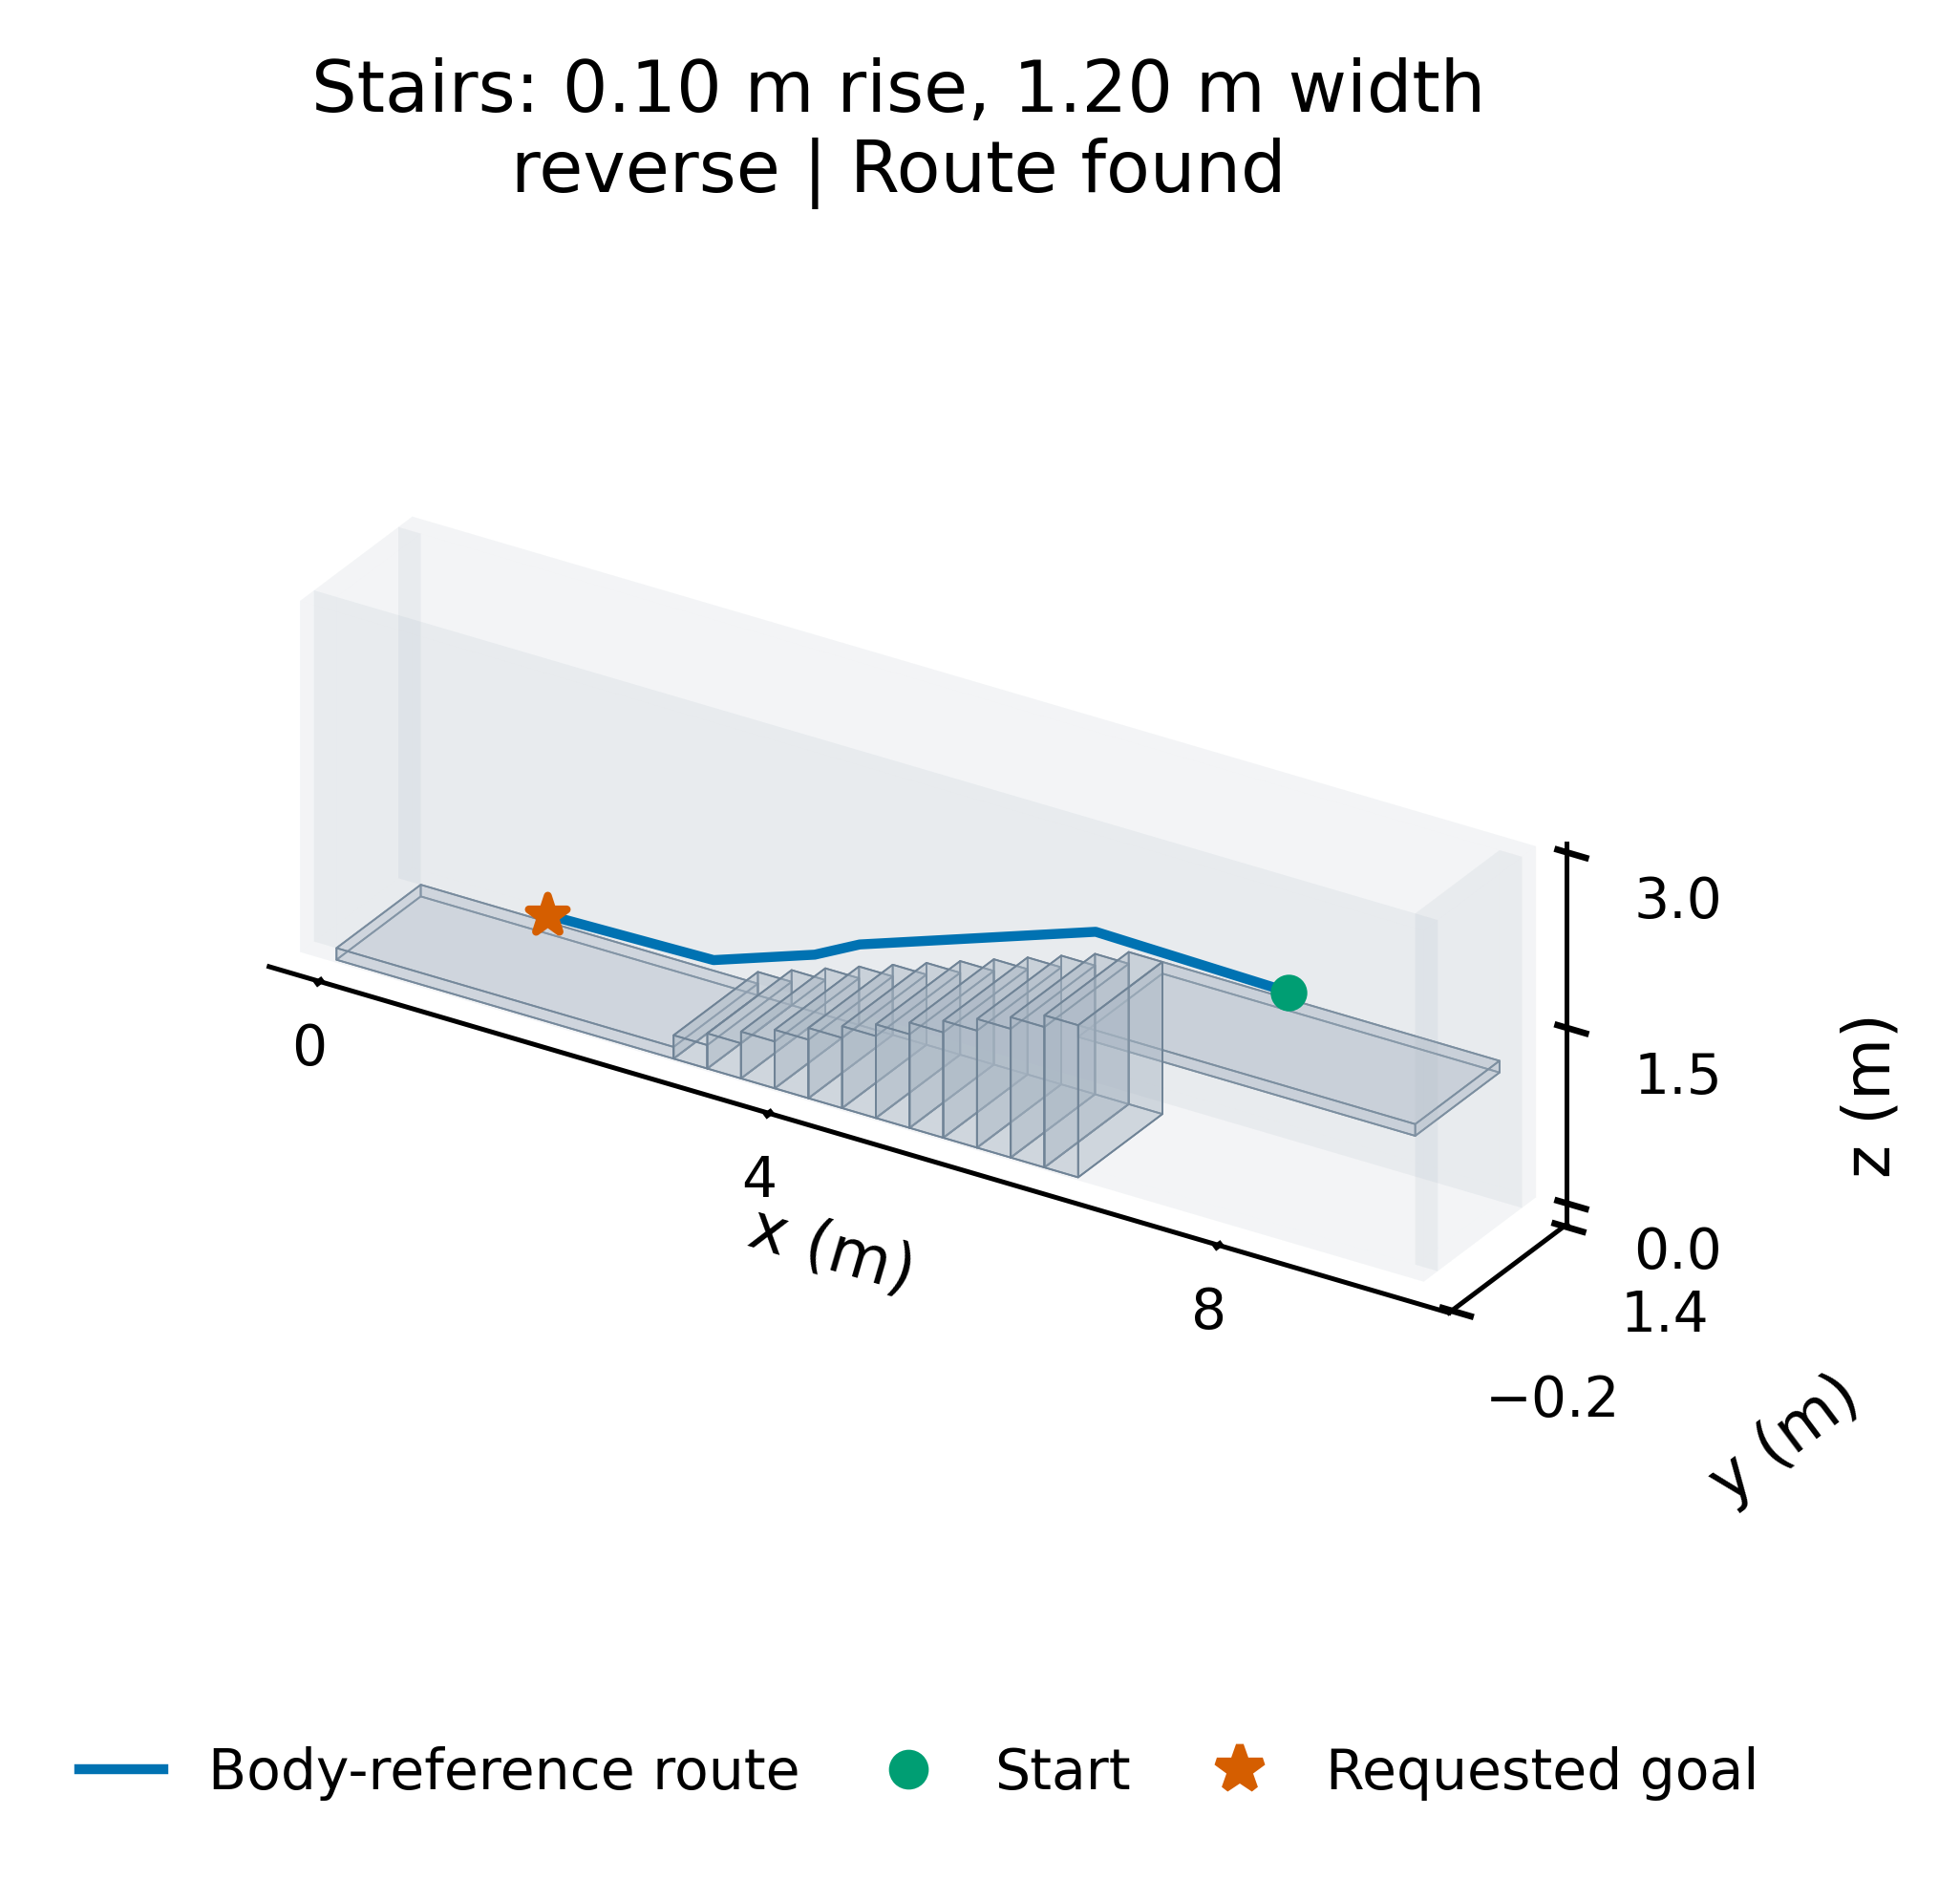 Stairs: 0.10 m rise, 1.20 m width
reverse | Route found
3.0
1.5
0.0
z (m)
0
4
8
x (m)
1.4
−0.2
y (m)
Body-reference route
Start
Requested goal